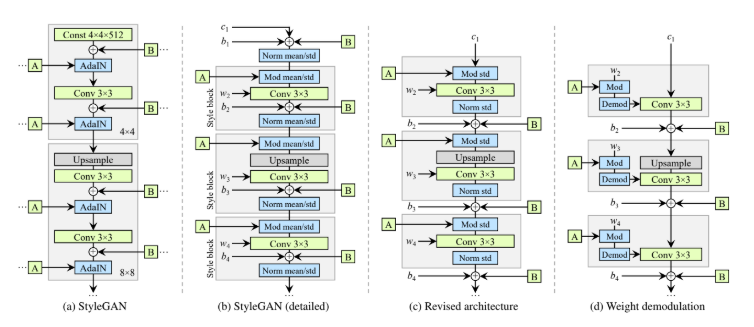 Const 4×4×512
B ...
... A
AdaIN
Conv 3×3
B ...
... A
AdaIN
4×4
Upsample
Conv 3×3
B ...
... A
AdaIN
Conv 3×3
B ...
... A
AdaIN
8×8
...
(a) StyleGAN
c1
b1
B
Norm mean/std
A
Mod mean/std
w2
Conv 3×3
b2
B
Norm mean/std
Style block
A
Mod mean/std
Upsample
w3
Conv 3×3
b3
B
Norm mean/std
Style block
A
Mod mean/std
w4
Conv 3×3
b4
B
Norm mean/std
Style block
...
(b) StyleGAN (detailed)
c1
A
Mod std
w2
Conv 3×3
Norm std
b2
B
A
Mod std
Upsample
w3
Conv 3×3
Norm std
b3
B
A
Mod std
w4
Conv 3×3
Norm std
b4
B
...
(c) Revised architecture
c1
w2
A
Mod
Demod
Conv 3×3
b2
B
w3
A
Mod
Upsample
Demod
Conv 3×3
b3
B
w4
A
Mod
Demod
Conv 3×3
b4
B
...
(d) Weight demodulation